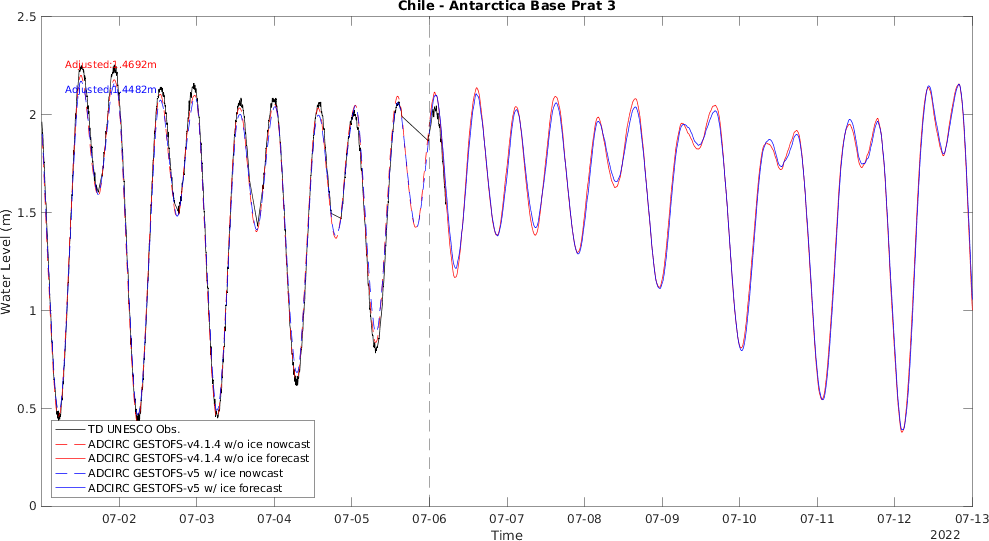 Chile - Antarctica Base Prat 3
2.5
2
1.5
1
0.5
0
Water Level (m)
Adjusted:1.4692m
Adjusted:1.4482m
TD UNESCO Obs.
ADCIRC GESTOFS-v4.1.4 w/o ice nowcast
ADCIRC GESTOFS-v4.1.4 w/o ice forecast
ADCIRC GESTOFS-v5 w/ ice nowcast
ADCIRC GESTOFS-v5 w/ ice forecast
07-02 07-03 07-04 07-05 07-06 07-07 07-08 07-09 07-10 07-11 07-12 07-13
Time
2022